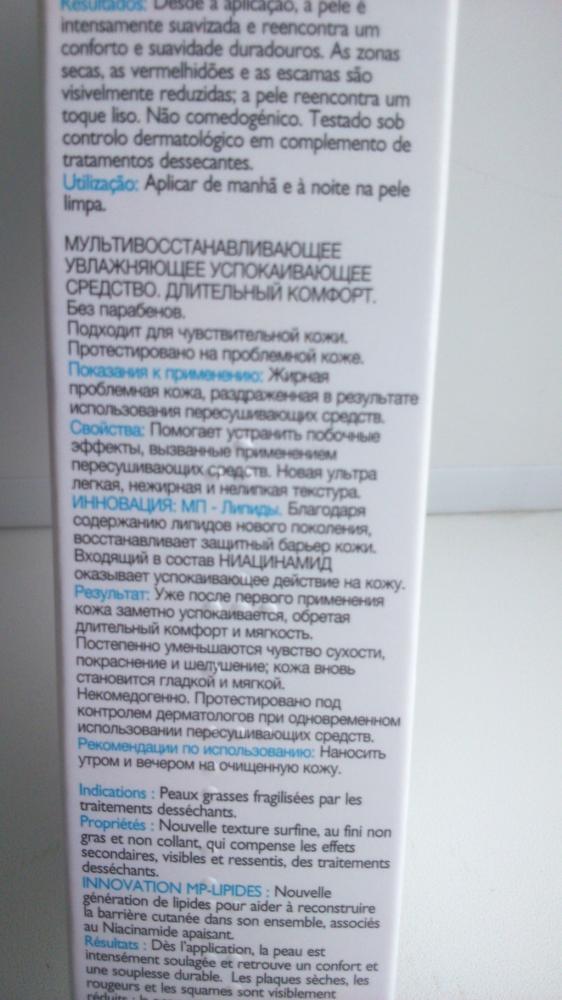 Resultados: Desde a aplicação, a pele é
intensamente suavizada e reencontra um
conforto e suavidade duradouros. As zonas
secas, as vermelhidões e as escamas são
visivelmente reduzidas; a pele reencontra um
toque liso. Não comedogénico. Testado sob
controlo dermatológico em complemento de
tratamentos dessecantes.
Utilização: Aplicar de manhã e à noite na pele
limpa.
МУЛЬТИВОССТАНАВЛИВАЮЩЕЕ
УВЛАЖНЯЮЩЕЕ УСПОКАИВАЮЩЕЕ
СРЕДСТВО. ДЛИТЕЛЬНЫЙ КОМФОРТ.
Без парабенов.
Подходит для чувствительной кожи.
Протестировано на проблемной коже.
Показания к применению: Жирная
проблемная кожа, раздраженная в результате
использования пересушивающих средств.
Свойства: Помогает устранить побочные
эффекты, вызванные применением
пересушивающих средств. Новая ультра
легкая, нежирная и нелипкая текстура.
ИННОВАЦИЯ: МП - Липиды. Благодаря
содержанию липидов нового поколения,
восстанавливает защитный барьер кожи.
Входящий в состав НИАЦИНАМИД
оказывает успокаивающее действие на кожу.
Результат: Уже после первого применения
кожа заметно успокаивается, обретая
длительный комфорт и мягкость.
Постепенно уменьшаются чувство сухости,
покраснение и шелушение; кожа вновь
становится гладкой и мягкой.
Некомедогенно. Протестировано под
контролем дерматологов при одновременном
использовании пересушивающих средств.
Рекомендации по использованию: Наносить
утром и вечером на очищенную кожу.
Indications : Peaux grasses fragilisées par les
traitements desséchants.
Propriétés : Nouvelle texture surfine, au fini non
gras et non collant, qui compense les effets
secondaires, visibles et ressentis, des traitements
desséchants.
INNOVATION MP-LIPIDES : Nouvelle
génération de lipides pour aider à reconstruire
la barrière cutanée dans son ensemble, associés
au Niacinamide apaisant.
Résultats : Dès l'application, la peau est
intensément soulagée et retrouve un confort et
une souplesse durable. Les plaques sèches, les
rougeurs et les squames sont visiblement